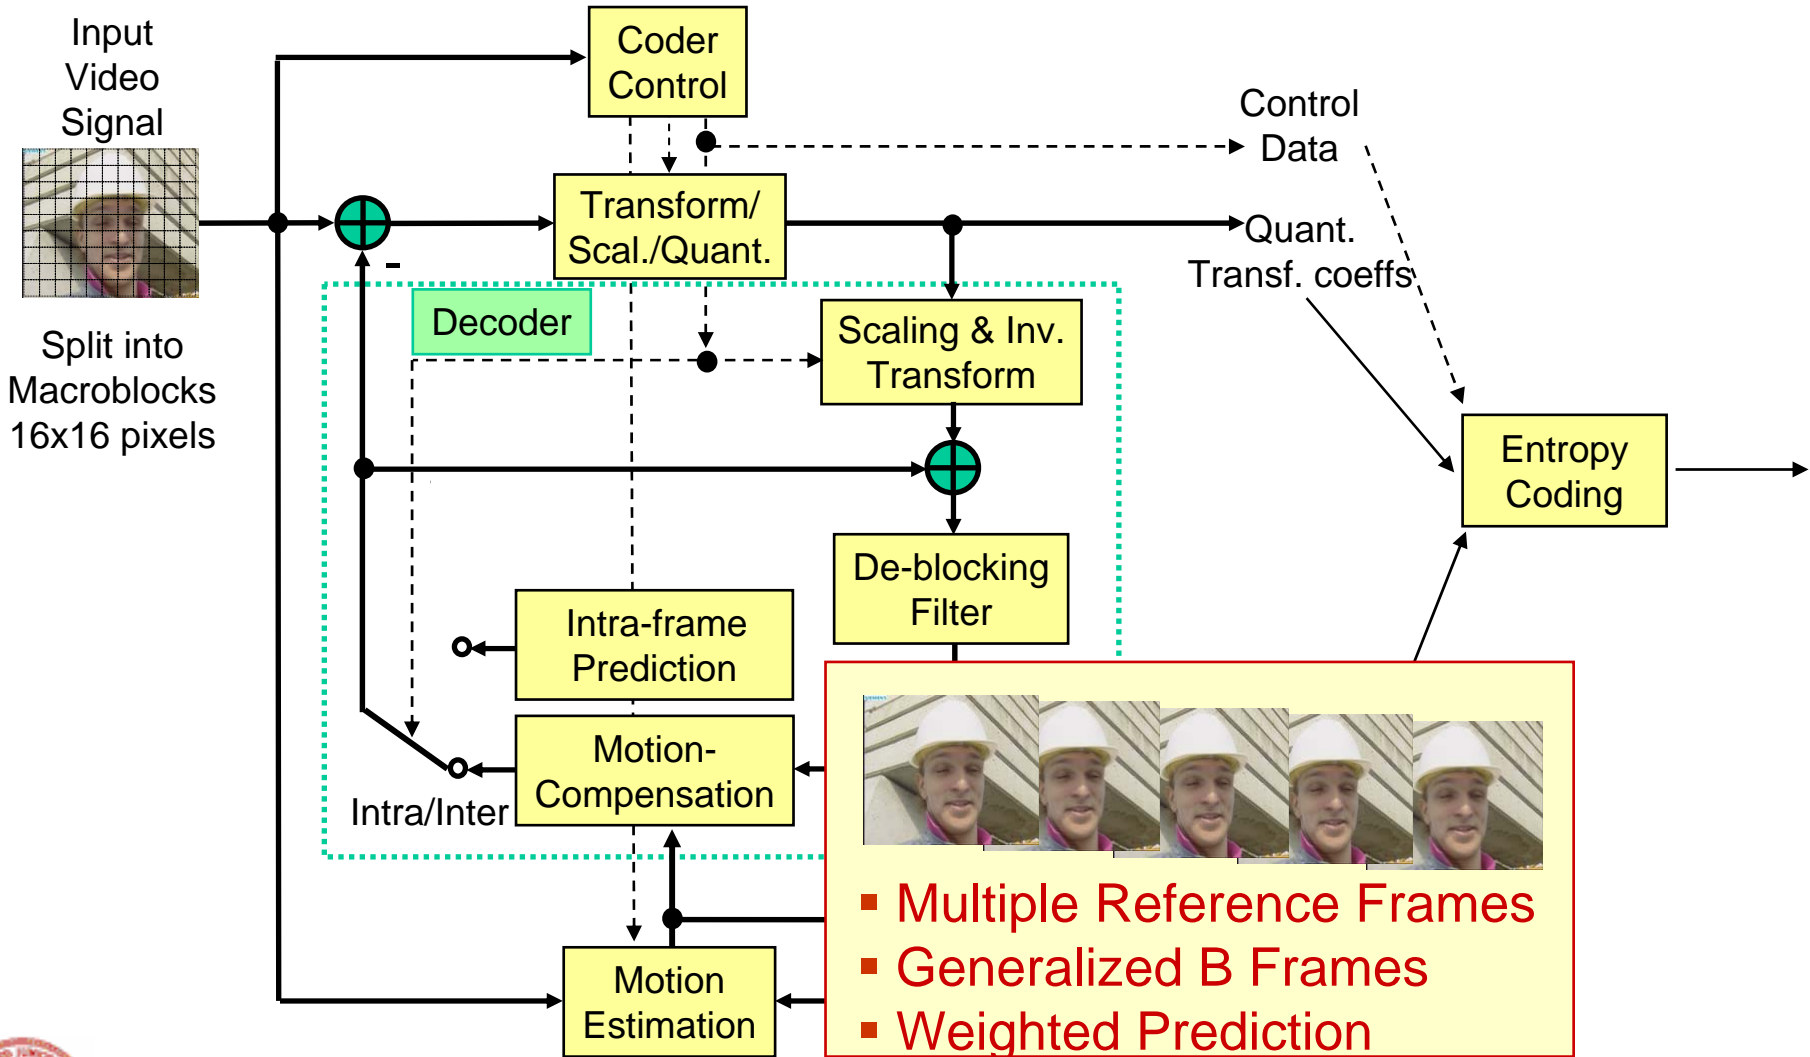 Input
Video
Signal
Split into
Macroblocks
16x16 pixels
Coder
Control
Control
Data
Transform/
Scal./Quant.
-
Quant.
Transf. coeffs
Decoder
Scaling & Inv.
Transform
Entropy
Coding
De-blocking
Filter
Intra-frame
Prediction
Motion-
Compensation
Intra/Inter
Motion
Estimation
▪ Multiple Reference Frames
▪ Generalized B Frames
▪ Weighted Prediction